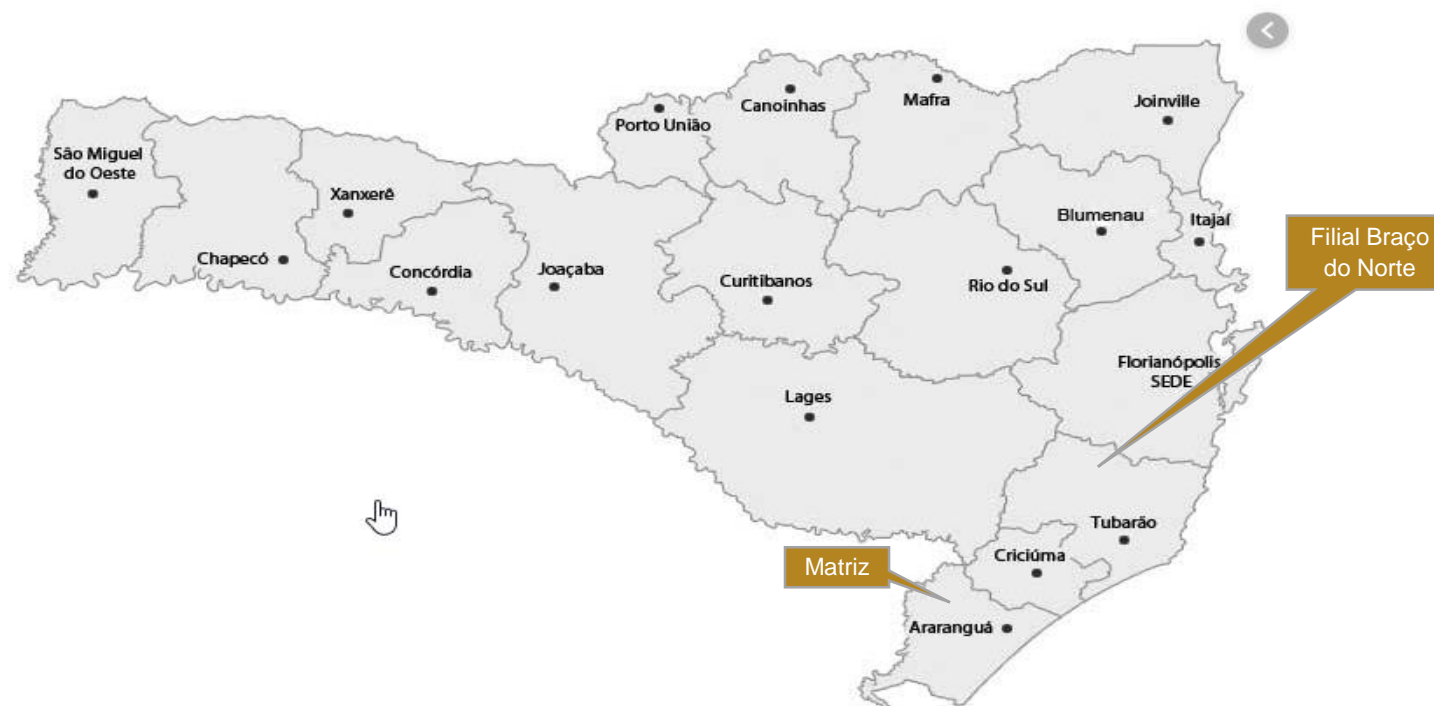 Canoinhas
Mafra
Joinville
Porto União
São Miguel
do Oeste
Xanxerê
Blumenau
Itajaí
Filial Braço
do Norte
Chapecó
Concórdia
Joaçaba
Curitibanos
Rio do Sul
Florianópolis
SEDE
Lages
Tubarão
Criciúma
Matriz
Araranguá